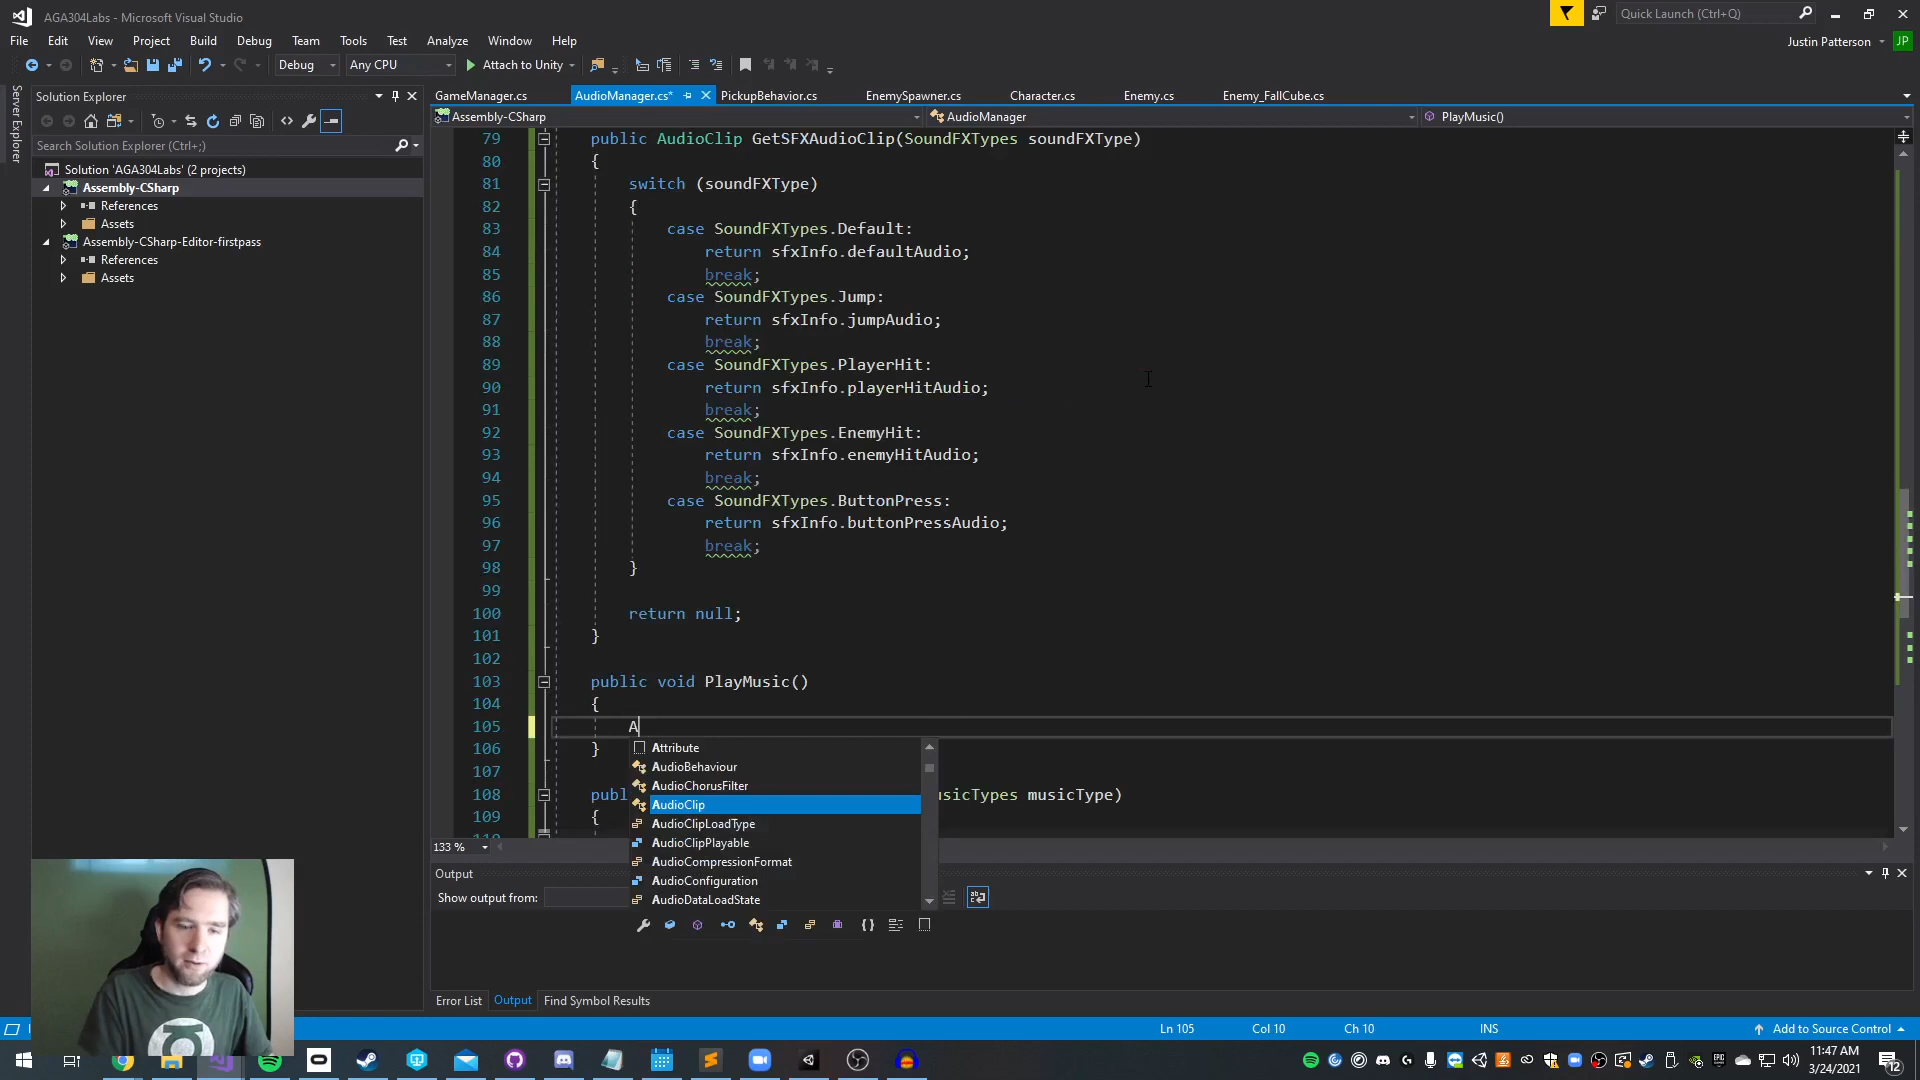 AGA304Labs - Microsoft Visual Studio
Quick Launch (Ctrl+Q)
File Edit View Project Build Debug Team Tools Test Analyze Window Help
Justin Patterson JP
Debug Any CPU Attach to Unity
Server Explorer
Solution Explorer
Search Solution Explorer (Ctrl+;)
Solution 'AGA304Labs' (2 projects)
Assembly-CSharp
References
Assets
Assembly-CSharp-Editor-firstpass
References
Assets
GameManager.cs AudioManager.cs* PickupBehavior.cs EnemySpawner.cs Character.cs Enemy.cs Enemy_FallCube.cs
Assembly-CSharp AudioManager PlayMusic()
79 public AudioClip GetSFXAudioClip(SoundFXTypes soundFXType)
80 {
81 switch (soundFXType)
82 {
83 case SoundFXTypes.Default:
84 return sfxInfo.defaultAudio;
85 break;
86 case SoundFXTypes.Jump:
87 return sfxInfo.jumpAudio;
88 break;
89 case SoundFXTypes.PlayerHit:
90 return sfxInfo.playerHitAudio;
91 break;
92 case SoundFXTypes.EnemyHit:
93 return sfxInfo.enemyHitAudio;
94 break;
95 case SoundFXTypes.ButtonPress:
96 return sfxInfo.buttonPressAudio;
97 break;
98 }
99
100 return null;
101 }
102
103 public void PlayMusic()
104 {
105 A
106 }
107
108 publ usicTypes musicType)
109 {
Attribute
AudioBehaviour
AudioChorusFilter
AudioClip
AudioClipLoadType
AudioClipPlayable
AudioCompressionFormat
AudioConfiguration
AudioDataLoadState
133 %
Output
Show output from:
Error List Output Find Symbol Results
Ln 105 Col 10 Ch 10 INS Add to Source Control
11:47 AM
3/24/2021
12